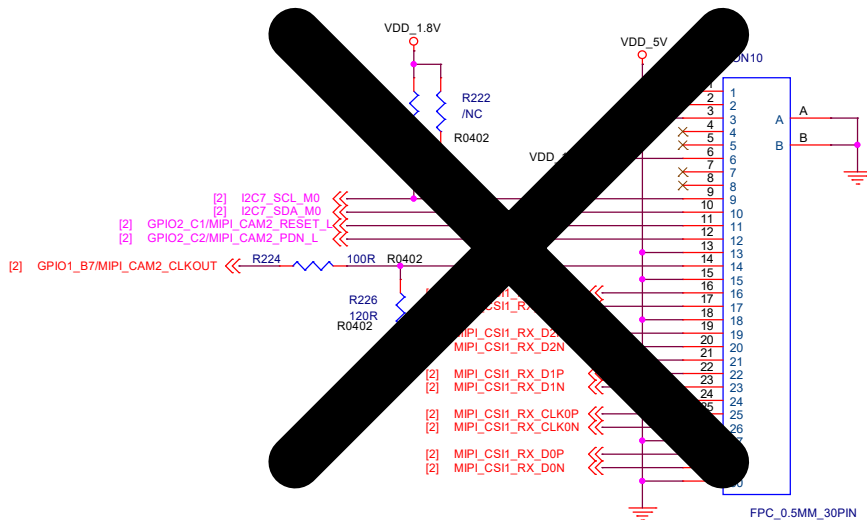 VDD_1.8V
VDD_5V
R222
/NC
R0402
VDD_
[2] I2C7_SCL_M0
[2] I2C7_SDA_M0
[2] GPIO2_C1/MIPI_CAM2_RESET_L
[2] GPIO2_C2/MIPI_CAM2_PDN_L
[2] GPIO1_B7/MIPI_CAM2_CLKOUT
R224 100R R0402
R226
120R
R0402
MIPI_CSI1_RX_D2N
[2] MIPI_CSI1_RX_D1P
[2] MIPI_CSI1_RX_D1N
[2] MIPI_CSI1_RX_CLK0P
[2] MIPI_CSI1_RX_CLK0N
[2] MIPI_CSI1_RX_D0P
[2] MIPI_CSI1_RX_D0N
1
2 2
3 3
4 4
5 5
6 6
7 7
8 8
9 9
10 10
11 11
12 12
13 13
14 14
15 15
16 16
17 17
18 18
19 19
20 20
21 21
22 22
23 23
24 24
25
26
A A
B B
FPC_0.5MM_30PIN